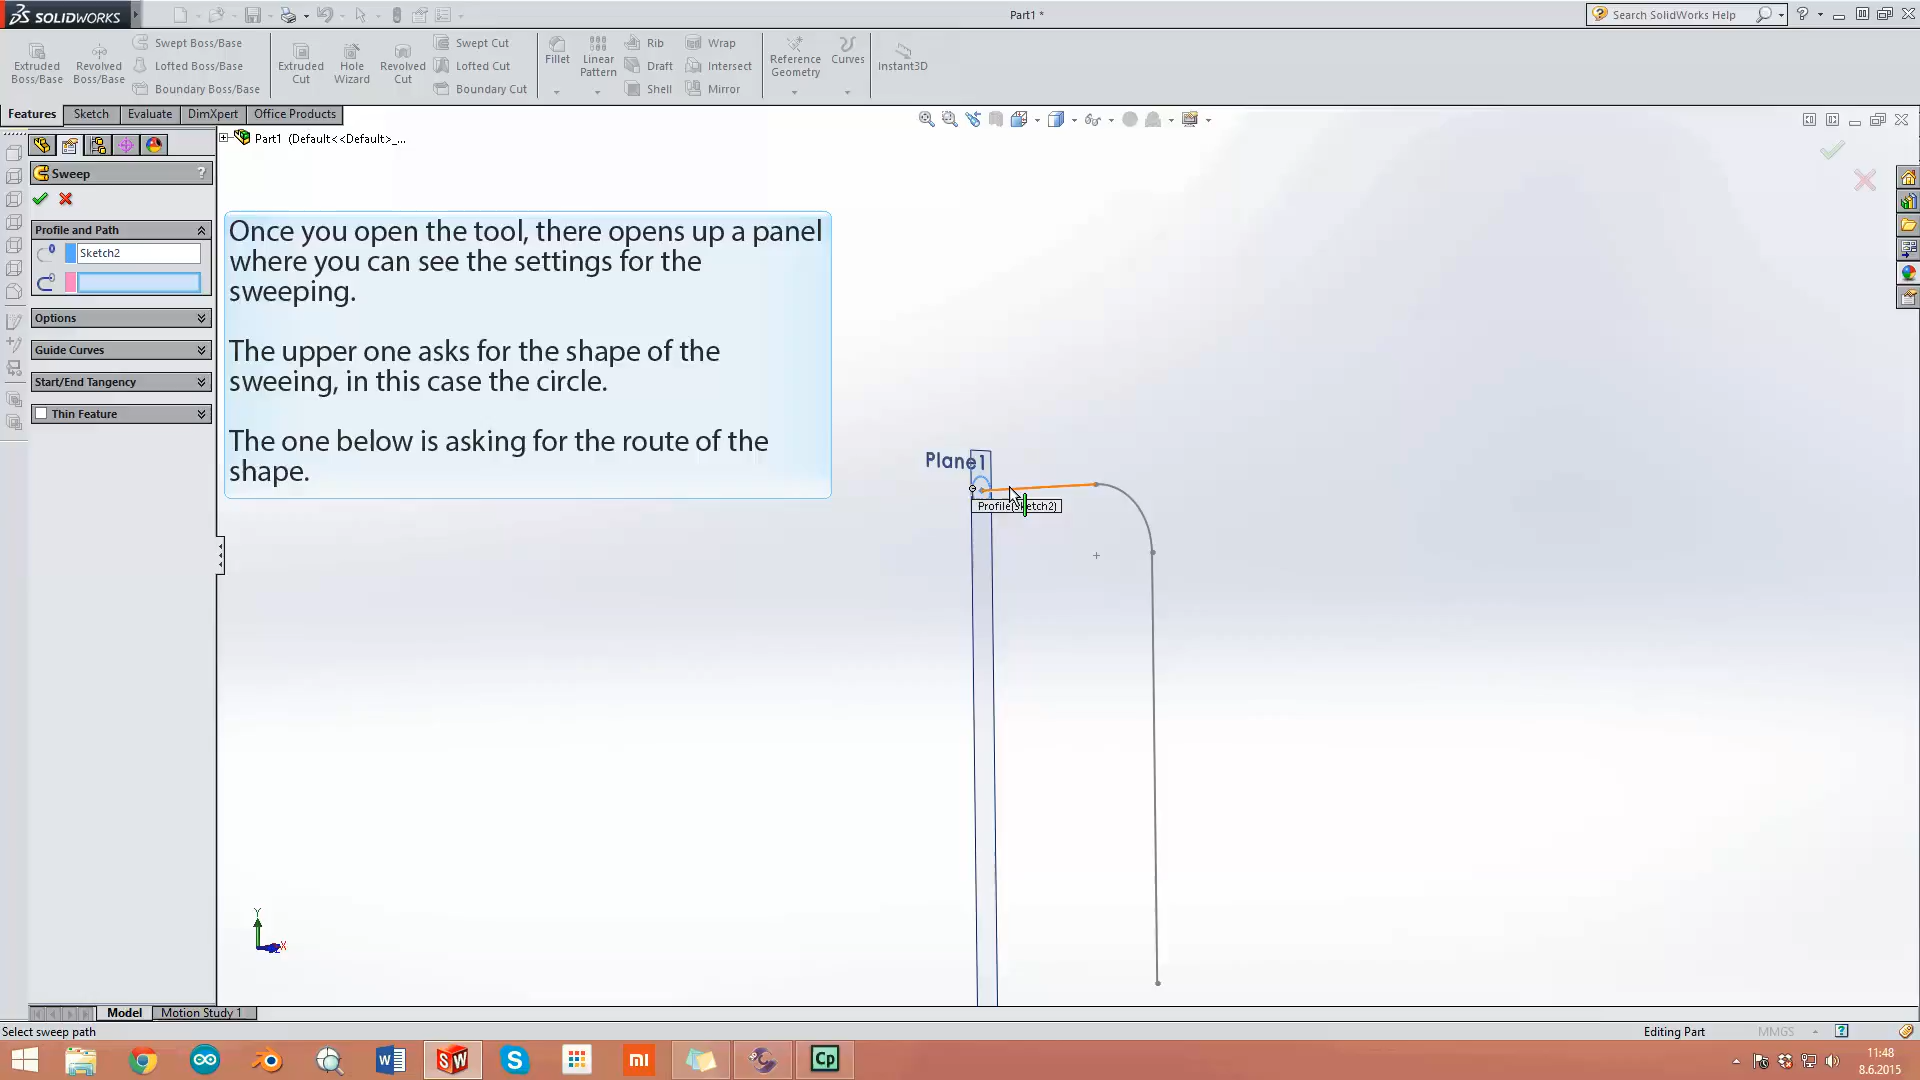 SOLIDWORKS
Part1 *
Search SolidWorks Help
Extruded Boss/Base
Revolved Boss/Base
Swept Boss/Base
Lofted Boss/Base
Boundary Boss/Base
Extruded Cut
Hole Wizard
Revolved Cut
Swept Cut
Lofted Cut
Boundary Cut
Fillet
Linear Pattern
Rib
Draft
Shell
Wrap
Intersect
Mirror
Reference Geometry
Curves
Instant3D
Features
Sketch
Evaluate
DimXpert
Office Products
Part1 (Default<<Default>_...
Sweep
?
Profile and Path
Sketch2
Options
Guide Curves
Start/End Tangency
Thin Feature
Once you open the tool, there opens up a panel
where you can see the settings for the
sweeping.
The upper one asks for the shape of the
sweeing, in this case the circle.
The one below is asking for the route of the
shape.
Plane1
Profile(Sketch2)
Y
X
Model
Motion Study 1
Select sweep path
Editing Part
MMGS
11:48
8.6.2015